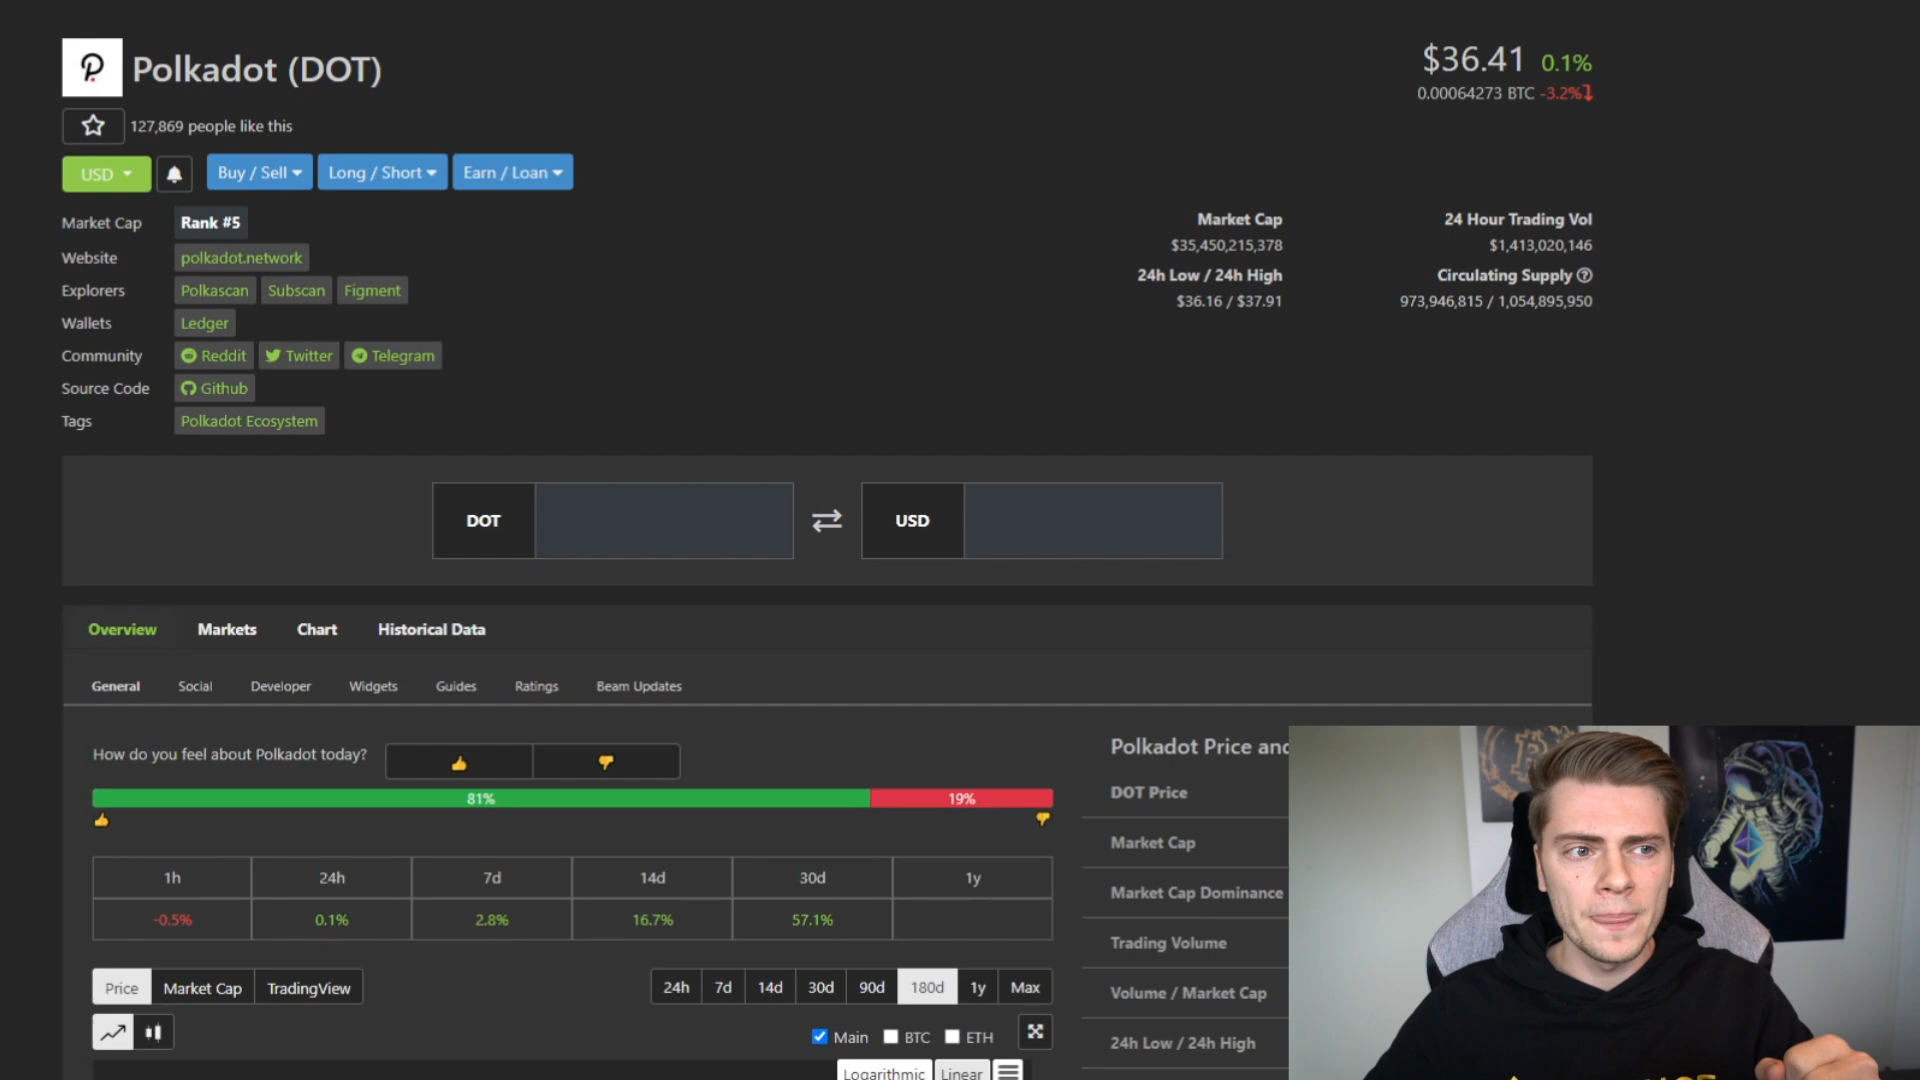 Polkadot (DOT)
$36.41 0.1%
0.00064273 BTC -3.2%
127,869 people like this
USD
Buy / Sell
Long / Short
Earn / Loan
Market Cap Rank #5
Website polkadot.network
Explorers Polkascan Subscan Figment
Wallets Ledger
Community Reddit Twitter Telegram
Source Code Github
Tags Polkadot Ecosystem
Market Cap
$35,450,215,378
24 Hour Trading Vol
$1,413,020,146
24h Low / 24h High
$36.16 / $37.91
Circulating Supply
973,946,815 / 1,054,895,950
DOT
USD
Overview Markets Chart Historical Data
General Social Developer Widgets Guides Ratings Beam Updates
How do you feel about Polkadot today?
81% 19%
1h 24h 7d 14d 30d 1y
-0.5% 0.1% 2.8% 16.7% 57.1%
Price Market Cap TradingView
24h 7d 14d 30d 90d 180d 1y Max
Main BTC ETH
Logarithmic Linear
Polkadot Price and
DOT Price
Market Cap
Market Cap Dominance
Trading Volume
Volume / Market Cap
24h Low / 24h High